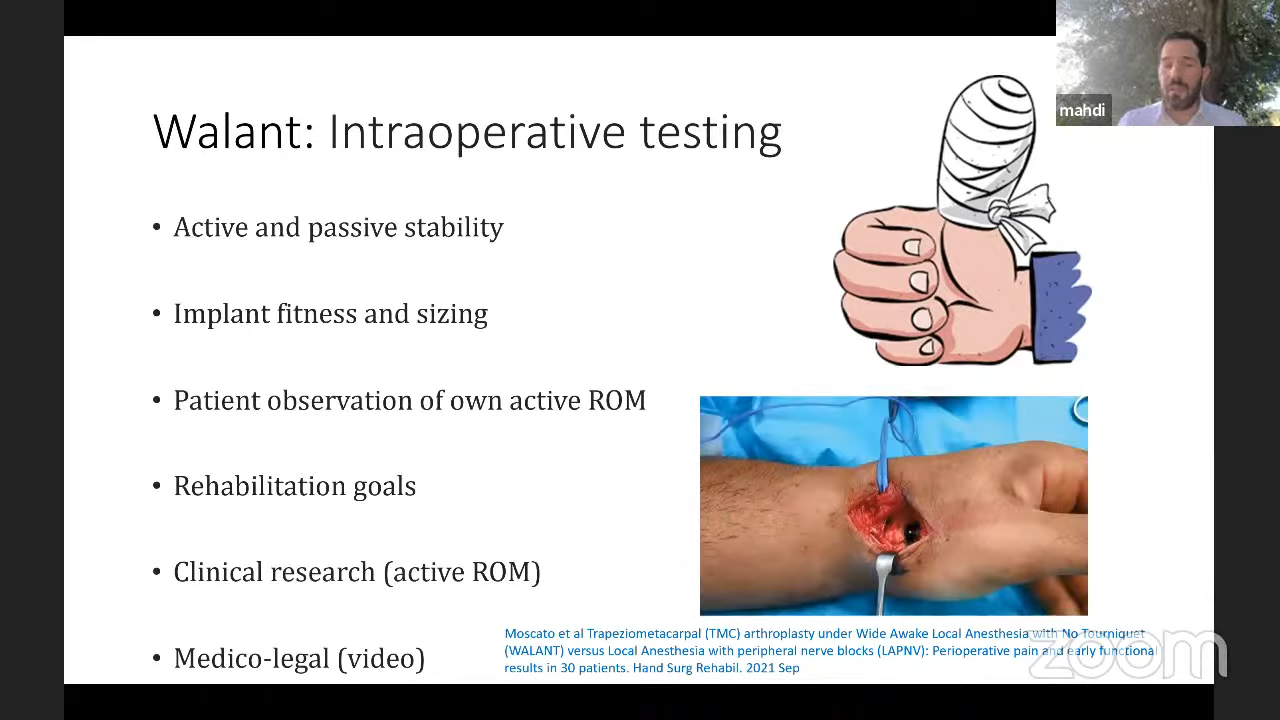 mahdi
Walant: Intraoperative testing
• Active and passive stability
• Implant fitness and sizing
• Patient observation of own active ROM
• Rehabilitation goals
• Clinical research (active ROM)
• Medico-legal (video)
Moscato et al Trapeziometacarpal (TMC) arthroplasty under Wide Awake Local Anesthesia with No Tourniquet
(WALANT) versus Local Anesthesia with peripheral nerve blocks (LAPNV): Perioperative pain and early functional
results in 30 patients. Hand Surg Rehabil. 2021 Sep
zoom